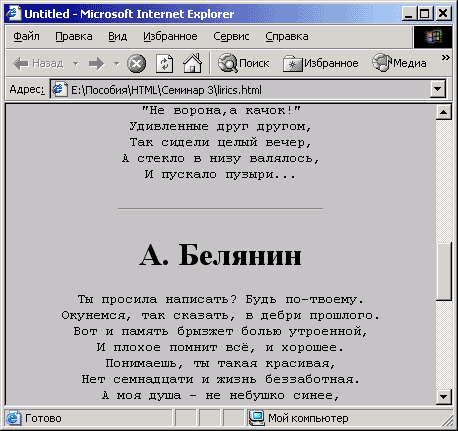 Untitled - Microsoft Internet Explorer
Файл Правка Вид Избранное Сервис Справка
Назад Поиск Избранное Медиа »
Адрес: E:\Пособия\HTML\Семинар 3\lirics.html
"Не ворона,а качок!"
Удивленные друг другом,
Так сидели целый вечер,
А стекло в низу валялось,
И пускало пузыри...
А. Белянин
Ты просила написать? Будь по-твоему.
Окунемся, так сказать, в дебри прошлого.
Вот и память брызжет болью утроенной,
И плохое помнит всё, и хорошее.
Понимаешь, ты такая красивая,
Нет семнадцати и жизнь беззаботная.
А моя душа - не небушко синее,
Готово Мой компьютер